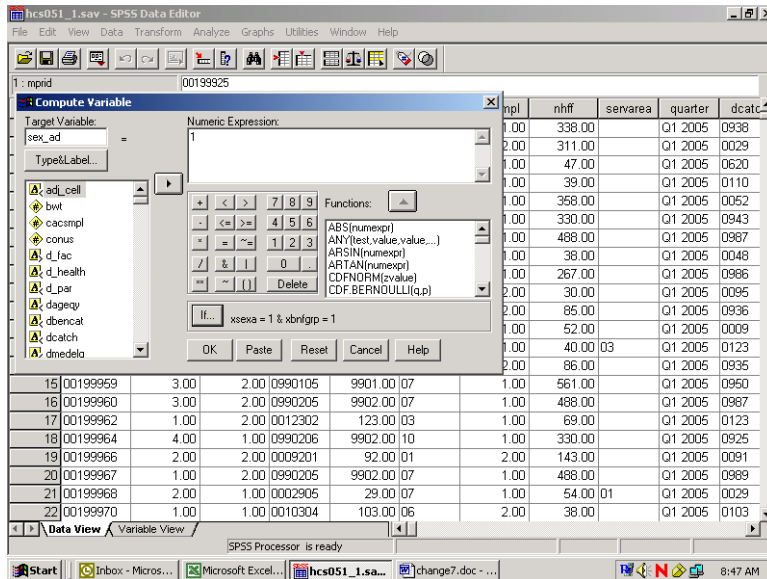 hcs051_1.sav - SPSS Data Editor
File Edit View Data Transform Analyze Graphs Utilities Window Help
1 : mprid 00199925
Compute Variable
Target Variable:
sex_ad
=
Type&Label...
Numeric Expression:
1
adj_cell
bwt
cacsmpl
conus
d_fac
d_health
d_par
dageqy
dbencat
dcatch
dmedelg
+ < > 7 8 9
- <= >= 4 5 6
* = ~= 1 2 3
/ & | 0 .
** ~ () Delete
Functions:
ABS(numexpr)
ANY(test,value,value,...)
ARSIN(numexpr)
ARTAN(numexpr)
CDFNORM(zvalue)
CDF.BERNOULLI(q,p)
If... xsexa = 1 & xbnfgrp = 1
OK Paste Reset Cancel Help
nhff servarea quarter dcatc
1.00 338.00 Q1 2005 0938
2.00 311.00 Q1 2005 0029
1.00 47.00 Q1 2005 0620
1.00 39.00 Q1 2005 0110
1.00 358.00 Q1 2005 0052
1.00 330.00 Q1 2005 0943
1.00 488.00 Q1 2005 0987
1.00 38.00 Q1 2005 0048
1.00 267.00 Q1 2005 0986
2.00 30.00 Q1 2005 0095
2.00 85.00 Q1 2005 0936
1.00 52.00 Q1 2005 0009
1.00 40.00 03 Q1 2005 0123
2.00 86.00 Q1 2005 0935
15 00199959 3.00 2.00 0990105 9901.00 07 1.00 561.00 Q1 2005 0950
16 00199960 3.00 2.00 0990205 9902.00 07 1.00 488.00 Q1 2005 0987
17 00199962 1.00 2.00 0012302 123.00 03 1.00 69.00 Q1 2005 0123
18 00199964 4.00 1.00 0990206 9902.00 10 1.00 330.00 Q1 2005 0925
19 00199966 2.00 2.00 0009201 92.00 01 2.00 143.00 Q1 2005 0091
20 00199967 1.00 2.00 0990205 9902.00 07 1.00 488.00 Q1 2005 0989
21 00199968 2.00 1.00 0002905 29.00 07 1.00 54.00 01 Q1 2005 0029
22 00199970 1.00 1.00 0010304 103.00 06 2.00 38.00 Q1 2005 0103
Data View Variable View
SPSS Processor is ready
Start Inbox - Micros... Microsoft Excel... hcs051_1.sa... change7.doc - ... 8:47 AM